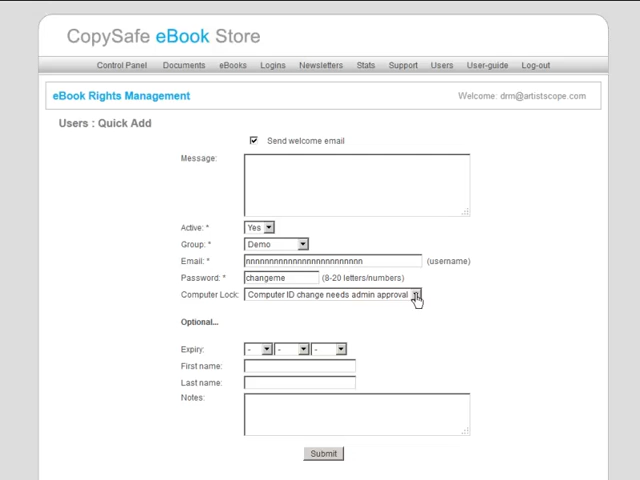 CopySafe eBook Store
Control Panel Documents eBooks Logins Newsletters Stats Support Users User-guide Log-out
eBook Rights Management Welcome: drm@artistscope.com
Users : Quick Add
Send welcome email
Message:
Active: * Yes
Group: * Demo
Email: * nnnnnnnnnnnnnnnnnnnnnnnnn (username)
Password: * changeme (8-20 letters/numbers)
Computer Lock: Computer ID change needs admin approval
Optional...
Expiry: - - -
First name:
Last name:
Notes:
Submit